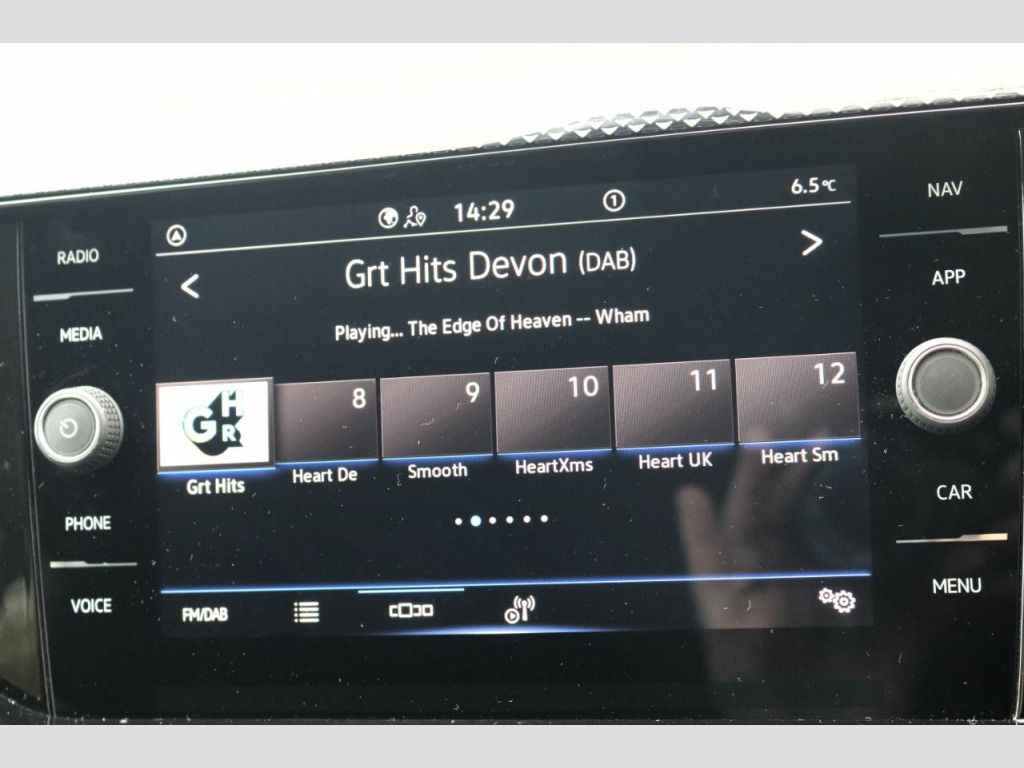 14:29
1
6.5°C
Grt Hits Devon (DAB)
Playing... The Edge Of Heaven -- Wham
GHR
8
9
10
11
12
Grt Hits
Heart De
Smooth
HeartXms
Heart UK
Heart Sm
FM/DAB
RADIO
MEDIA
PHONE
VOICE
NAV
APP
CAR
MENU